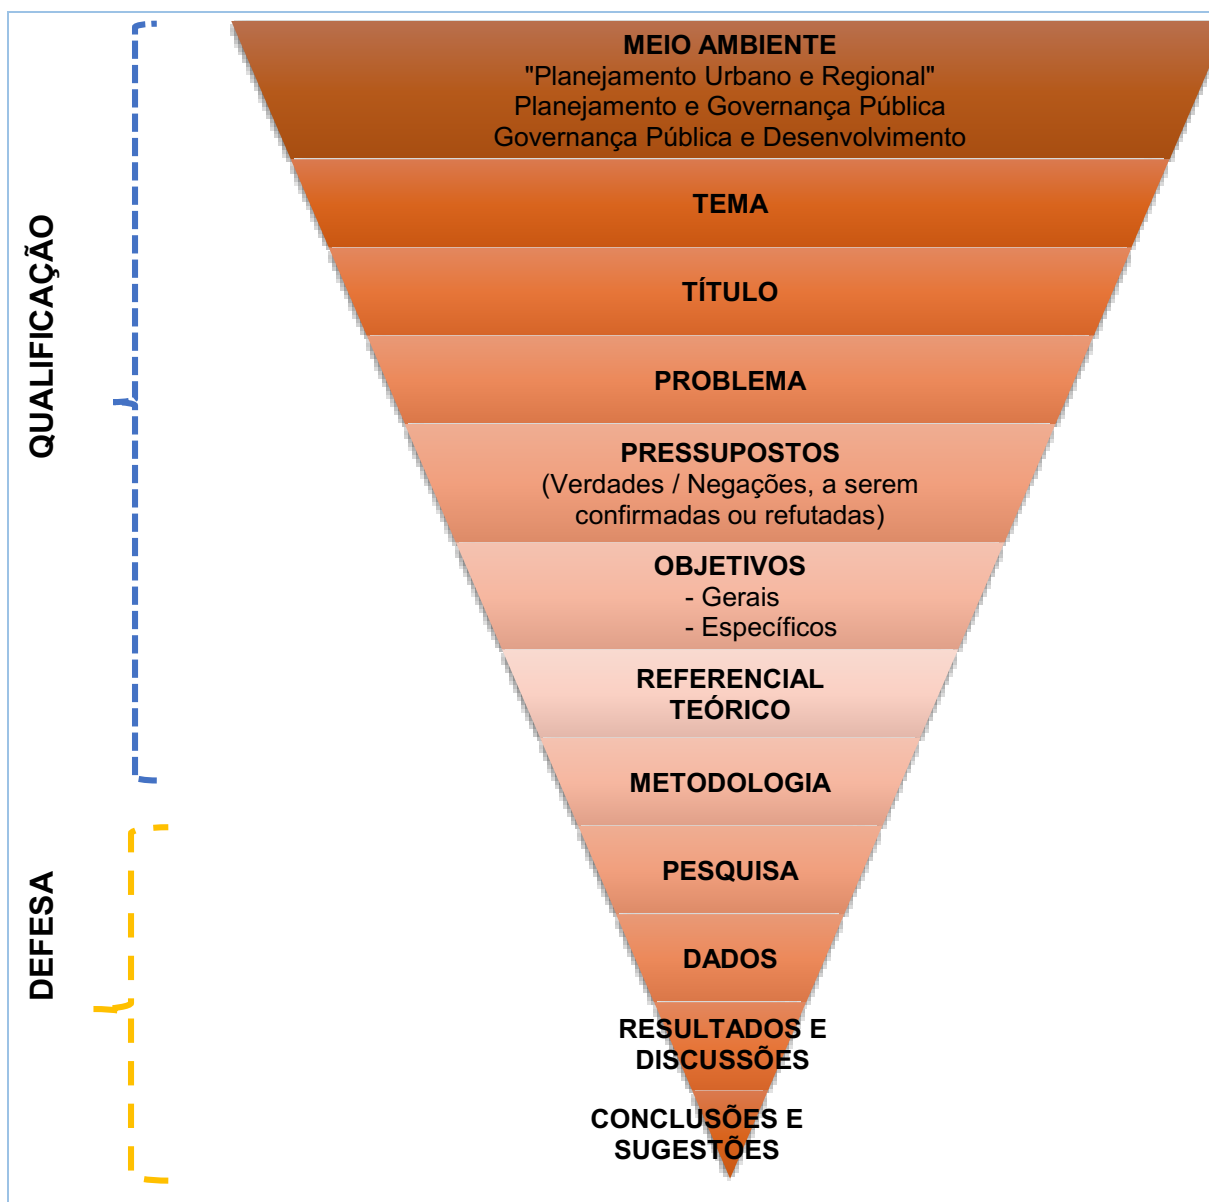 MEIO AMBIENTE
"Planejamento Urbano e Regional"
Planejamento e Governança Pública
Governança Pública e Desenvolvimento
TEMA
TÍTULO
PROBLEMA
PRESSUPOSTOS
(Verdades / Negações, a serem
confirmadas ou refutadas)
OBJETIVOS
- Gerais
- Específicos
REFERENCIAL
TEÓRICO
METODOLOGIA
PESQUISA
DADOS
RESULTADOS E
DISCUSSÕES
CONCLUSÕES E
SUGESTÕES
QUALIFICAÇÃO
DEFESA